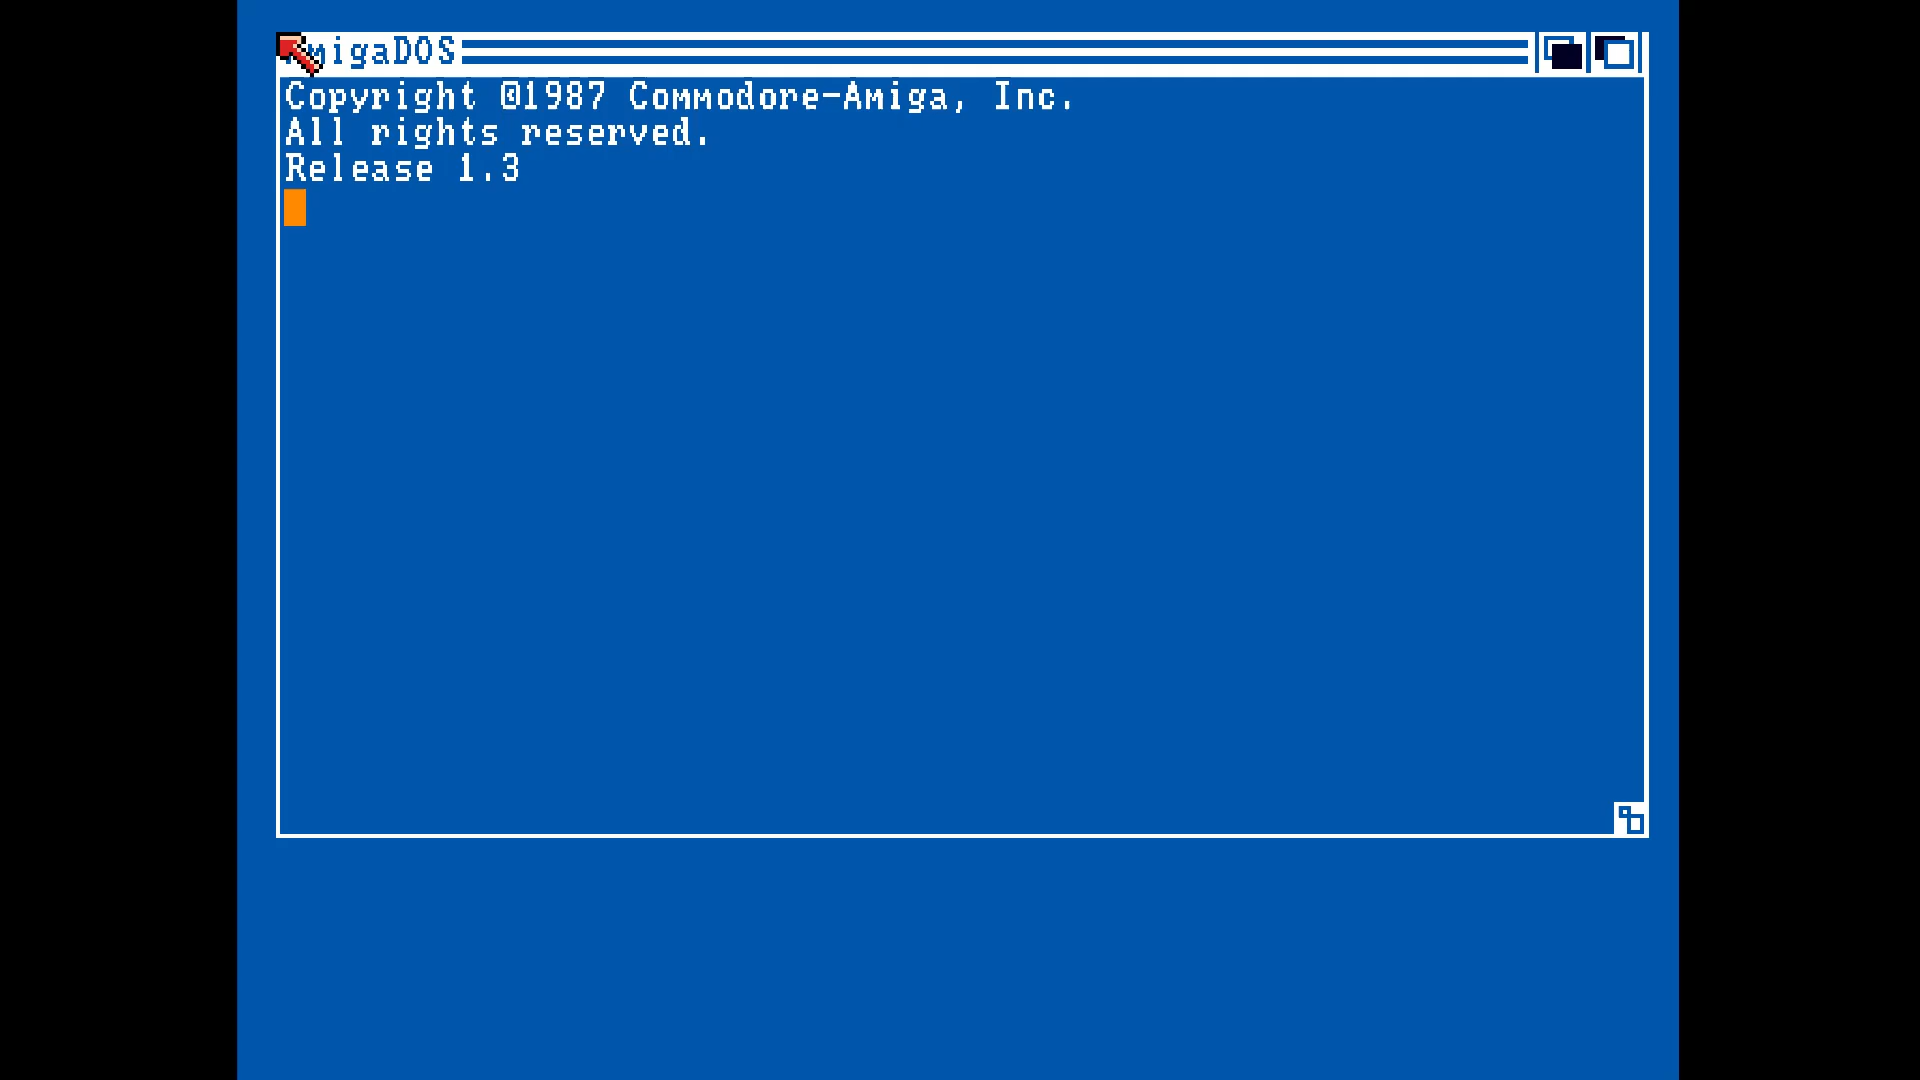 AmigaDOS
Copyright ©1987 Commodore-Amiga, Inc.
All rights reserved.
Release 1.3